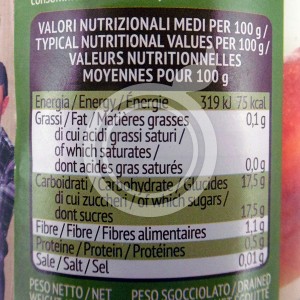 VALORI NUTRIZIONALI MEDI PER 100 g /
TYPICAL NUTRITIONAL VALUES PER 100 g /
VALEURS NUTRITIONNELLES
MOYENNES POUR 100 g
Energia / Energy / Énergie 319 kJ 75 kcal
Grassi / Fat / Matières grasses 0,1 g
di cui acidi grassi saturi /
of which saturates /
dont acides gras saturés 0,0 g
Carboidrati / Carbohydrate / Glucides 17,5 g
di cui zuccheri / of which sugars /
dont sucres 17,5 g
Fibre / Fibre / Fibres alimentaires 1,1 g
Proteine / Protein / Protéines 0,5 g
Sale / Salt / Sel 0,01 g
PESO NETTO / NET
PESO SGOCCIOLATO / DRAINED